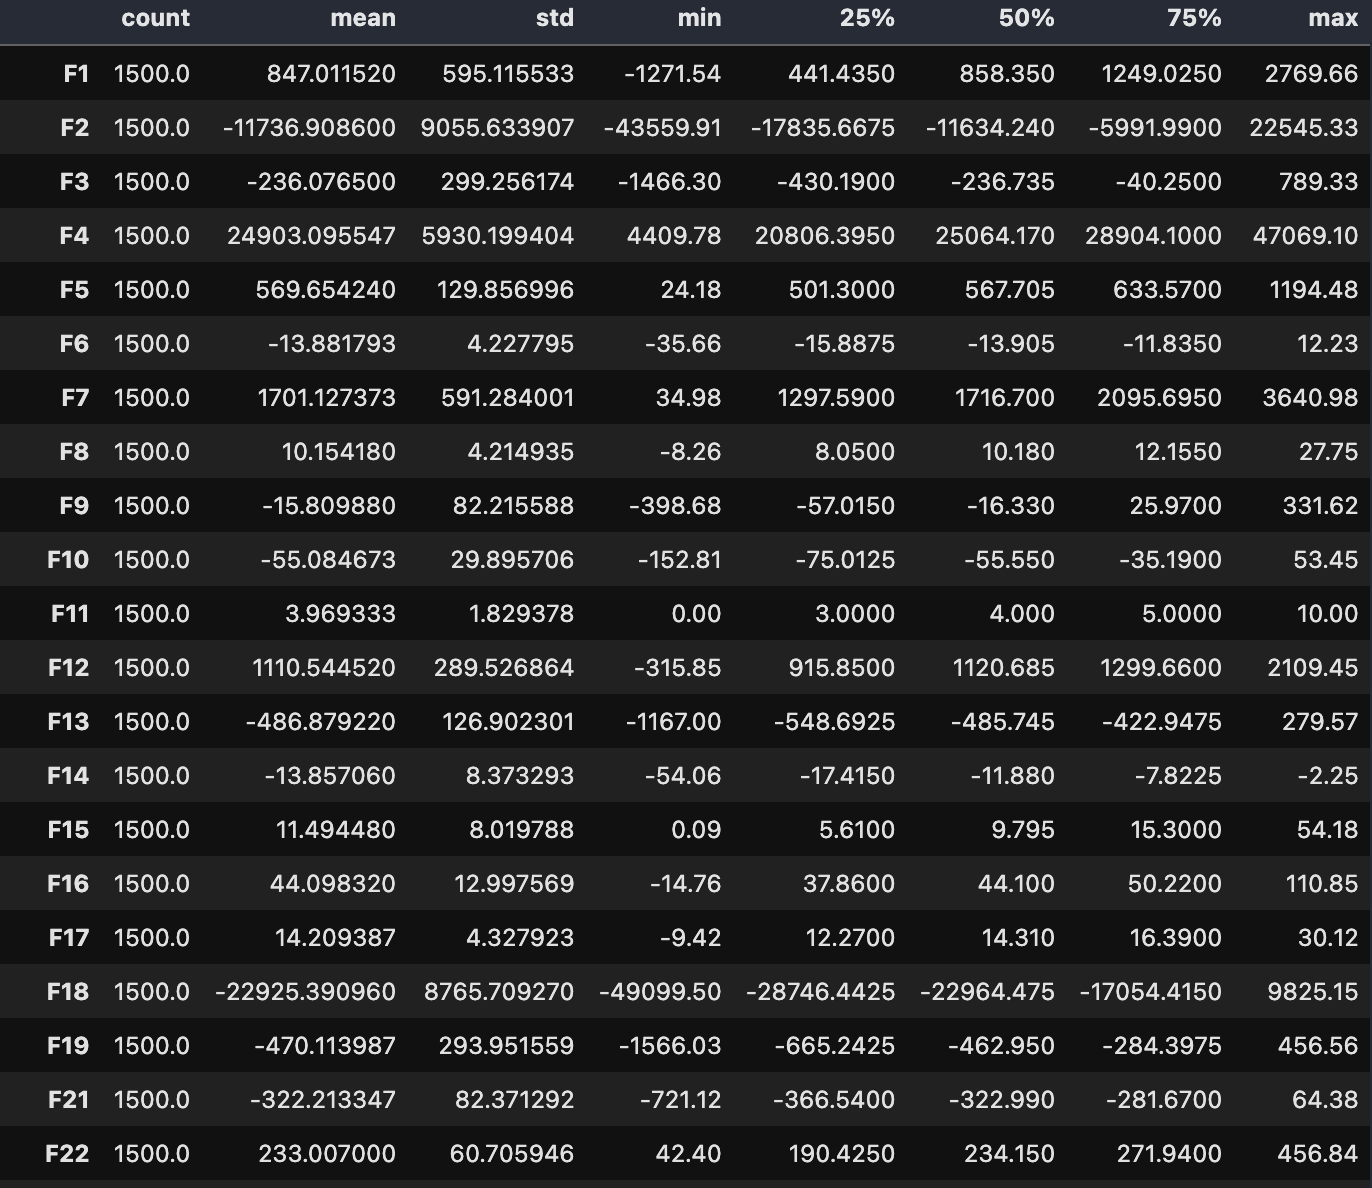 count mean std min 25% 50% 75% max
F1 1500.0 847.011520 595.115533 -1271.54 441.4350 858.350 1249.0250 2769.66
F2 1500.0 -11736.908600 9055.633907 -43559.91 -17835.6675 -11634.240 -5991.9900 22545.33
F3 1500.0 -236.076500 299.256174 -1466.30 -430.1900 -236.735 -40.2500 789.33
F4 1500.0 24903.095547 5930.199404 4409.78 20806.3950 25064.170 28904.1000 47069.10
F5 1500.0 569.654240 129.856996 24.18 501.3000 567.705 633.5700 1194.48
F6 1500.0 -13.881793 4.227795 -35.66 -15.8875 -13.905 -11.8350 12.23
F7 1500.0 1701.127373 591.284001 34.98 1297.5900 1716.700 2095.6950 3640.98
F8 1500.0 10.154180 4.214935 -8.26 8.0500 10.180 12.1550 27.75
F9 1500.0 -15.809880 82.215588 -398.68 -57.0150 -16.330 25.9700 331.62
F10 1500.0 -55.084673 29.895706 -152.81 -75.0125 -55.550 -35.1900 53.45
F11 1500.0 3.969333 1.829378 0.00 3.0000 4.000 5.0000 10.00
F12 1500.0 1110.544520 289.526864 -315.85 915.8500 1120.685 1299.6600 2109.45
F13 1500.0 -486.879220 126.902301 -1167.00 -548.6925 -485.745 -422.9475 279.57
F14 1500.0 -13.857060 8.373293 -54.06 -17.4150 -11.880 -7.8225 -2.25
F15 1500.0 11.494480 8.019788 0.09 5.6100 9.795 15.3000 54.18
F16 1500.0 44.098320 12.997569 -14.76 37.8600 44.100 50.2200 110.85
F17 1500.0 14.209387 4.327923 -9.42 12.2700 14.310 16.3900 30.12
F18 1500.0 -22925.390960 8765.709270 -49099.50 -28746.4425 -22964.475 -17054.4150 9825.15
F19 1500.0 -470.113987 293.951559 -1566.03 -665.2425 -462.950 -284.3975 456.56
F21 1500.0 -322.213347 82.371292 -721.12 -366.5400 -322.990 -281.6700 64.38
F22 1500.0 233.007000 60.705946 42.40 190.4250 234.150 271.9400 456.84